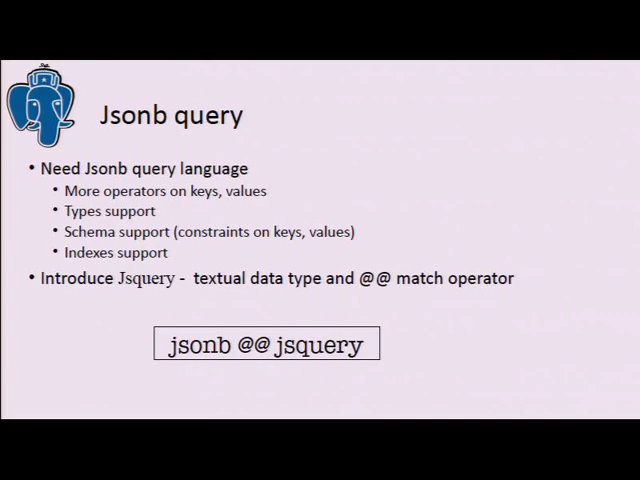 Jsonb query
• Need Jsonb query language
• More operators on keys, values
• Types support
• Schema support (constraints on keys, values)
• Indexes support
• Introduce Jsquery - textual data type and @@ match operator
jsonb @@ jsquery